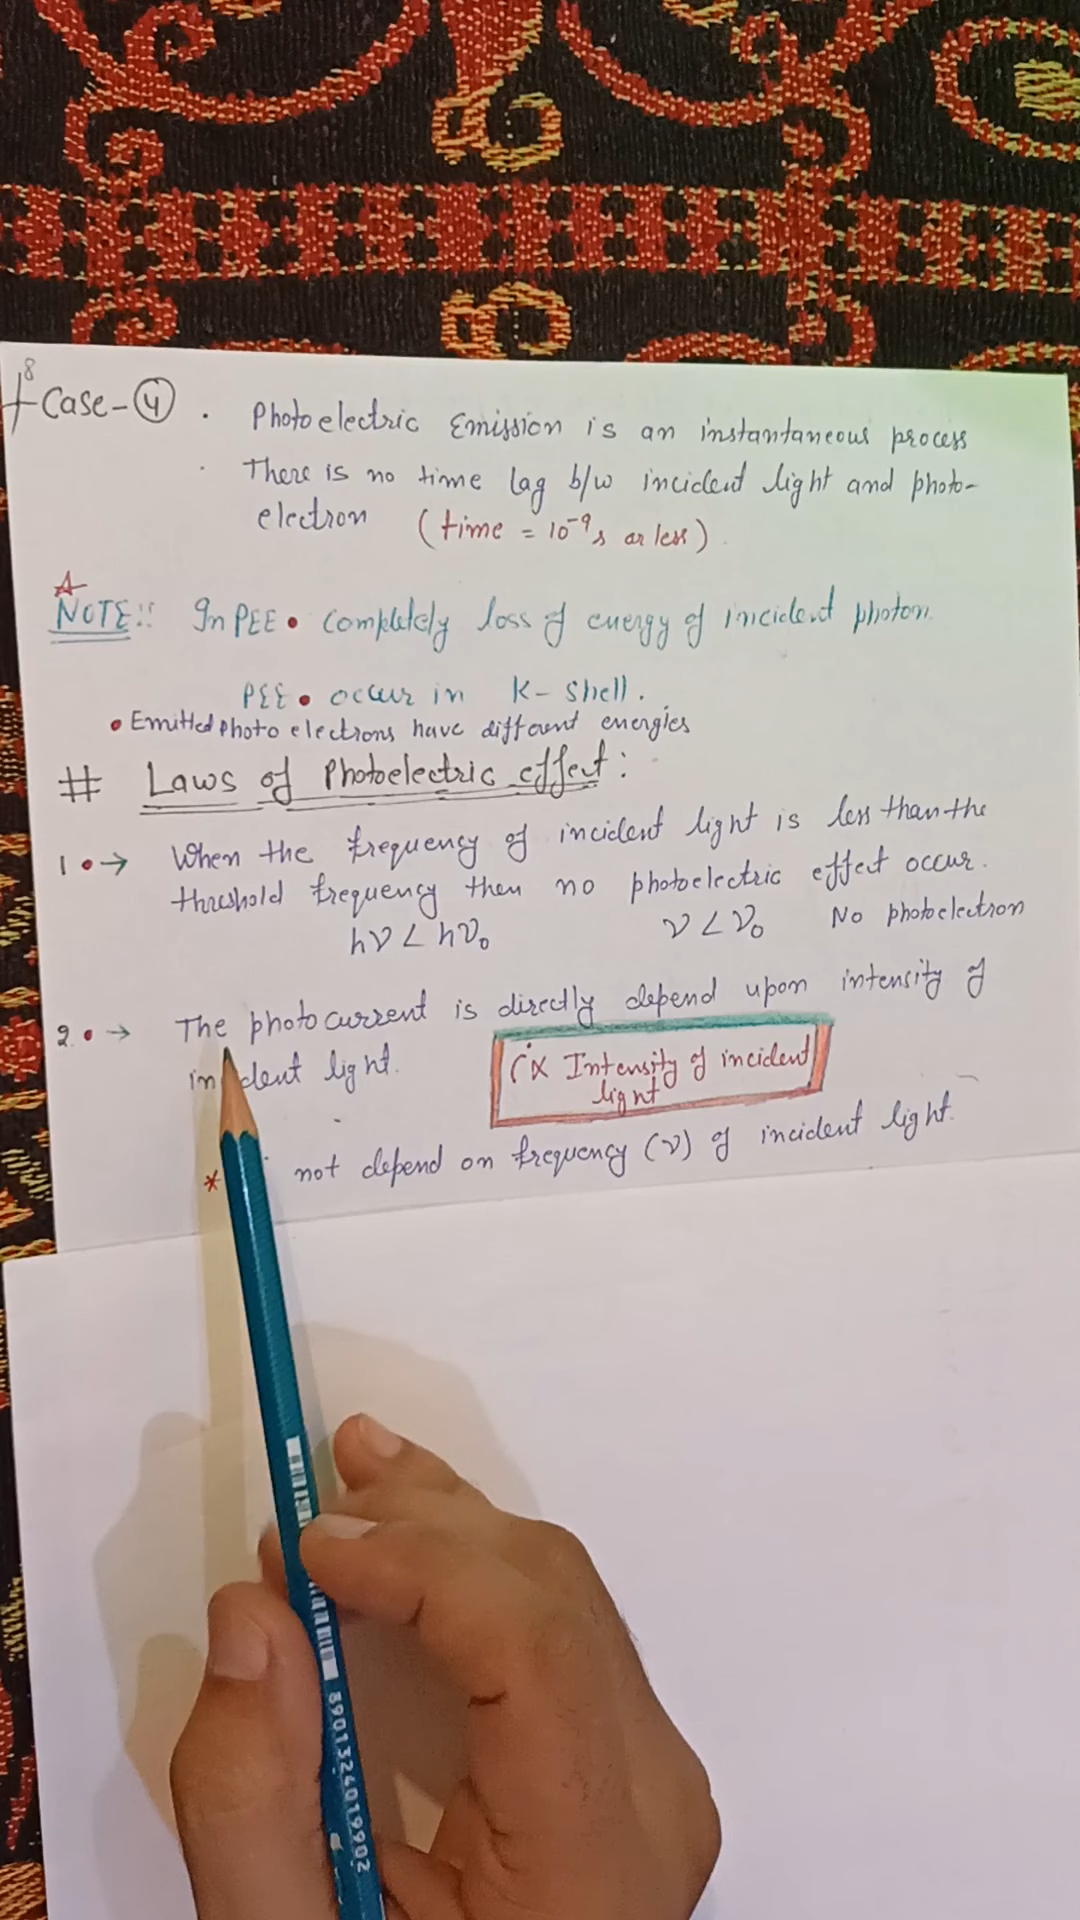 8
Case-4 . Photoelectric Emission is an instantaneous process
. There is no time lag b/w incident light and photo-
electron (time = 10⁻⁹s or less)
NOTE!! In PEE • completely loss of energy of incident photon.
PEE • occur in K-shell.
• Emitted photo electrons have different energies
# Laws of Photoelectric effect:
1 •→ When the frequency of incident light is less than the
threshold frequency then no photoelectric effect occur.
hν < hν₀ ν < ν₀ No photoelectron
2. •→ The photocurrent is directly depend upon intensity of
light.
i ∝ Intensity of incident
light
* not depend on frequency (ν) of incident light.
8901324019902